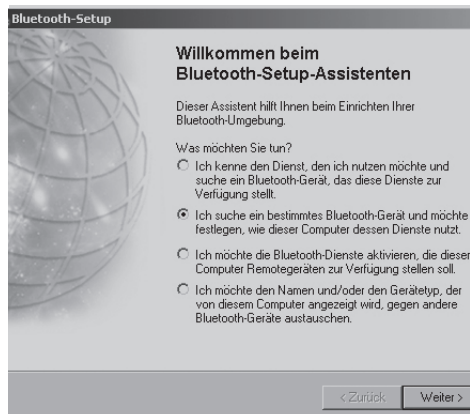 Bluetooth-Setup
Willkommen beim
Bluetooth-Setup-Assistenten
Dieser Assistent hilft Ihnen beim Einrichten Ihrer
Bluetooth-Umgebung.
Was möchten Sie tun?
Ich kenne den Dienst, den ich nutzen möchte und
suche ein Bluetooth-Gerät, das diese Dienste zur
Verfügung stellt.
Ich suche ein bestimmtes Bluetooth-Gerät und möchte
festlegen, wie dieser Computer dessen Dienste nutzt.
Ich möchte die Bluetooth-Dienste aktivieren, die dieser
Computer Remotegeräten zur Verfügung stellen soll.
Ich möchte den Namen und/oder den Gerätetyp, der
von diesem Computer angezeigt wird, gegen andere
Bluetooth-Geräte austauschen.
< Zurück
Weiter >